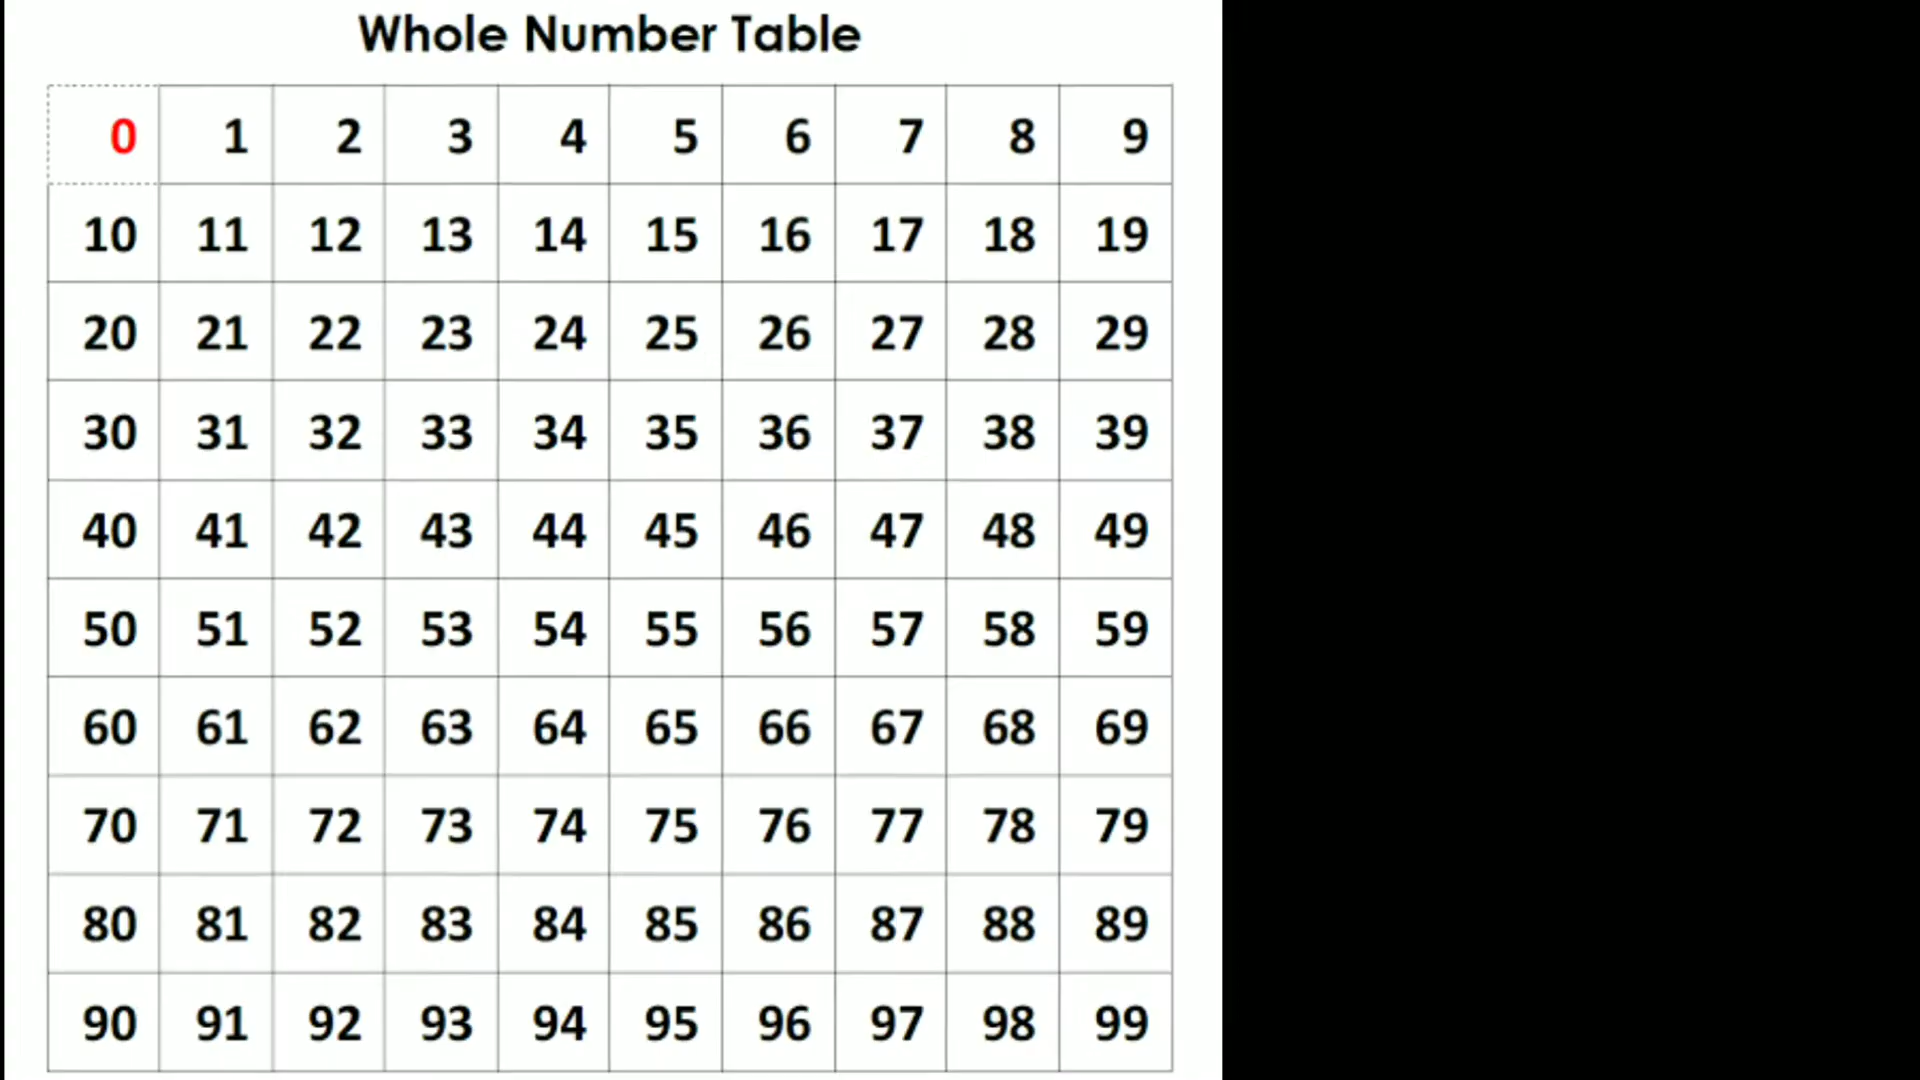 Whole Number Table
0 1 2 3 4 5 6 7 8 9
10 11 12 13 14 15 16 17 18 19
20 21 22 23 24 25 26 27 28 29
30 31 32 33 34 35 36 37 38 39
40 41 42 43 44 45 46 47 48 49
50 51 52 53 54 55 56 57 58 59
60 61 62 63 64 65 66 67 68 69
70 71 72 73 74 75 76 77 78 79
80 81 82 83 84 85 86 87 88 89
90 91 92 93 94 95 96 97 98 99